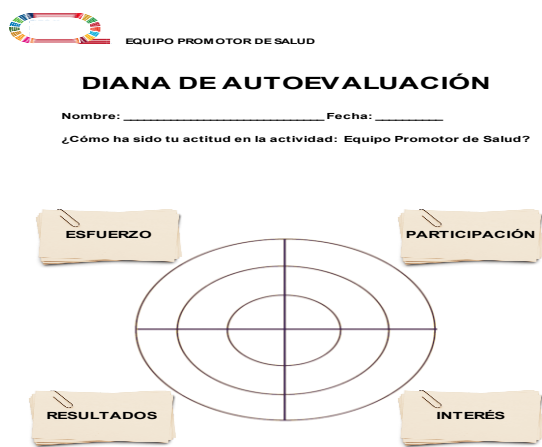 EQUIPO PROMOTOR DE SALUD
DIANA DE AUTOEVALUACIÓN
Nombre: ______________________________ Fecha: __________
¿Cómo ha sido tu actitud en la actividad: Equipo Promotor de Salud?
ESFUERZO
PARTICIPACIÓN
RESULTADOS
INTERÉS